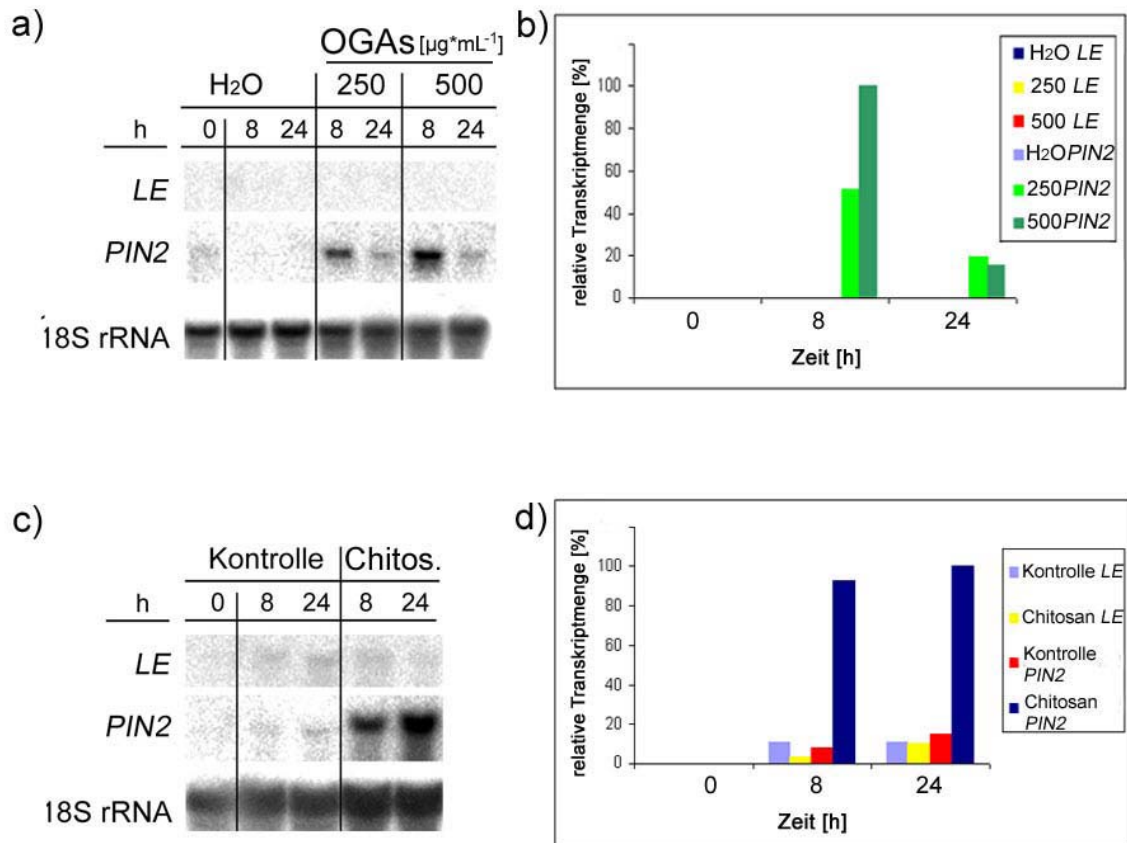 a)
OGAs [µg*mL-1]
H2O 250 500
h 0 8 24 8 24 8 24
LE
PIN2
18S rRNA
b)
relative Transkriptmenge [%]
100
80
60
40
20
0
0 8 24
Zeit [h]
H2O LE
250 LE
500 LE
H2OPIN2
250PIN2
500PIN2
c)
Kontrolle Chitos.
h 0 8 24 8 24
LE
PIN2
18S rRNA
d)
relative Transkriptmenge [%]
100
80
60
40
20
0
0 8 24
Zeit [h]
Kontrolle LE
Chitosan LE
Kontrolle
PIN2
Chitosan
PIN2